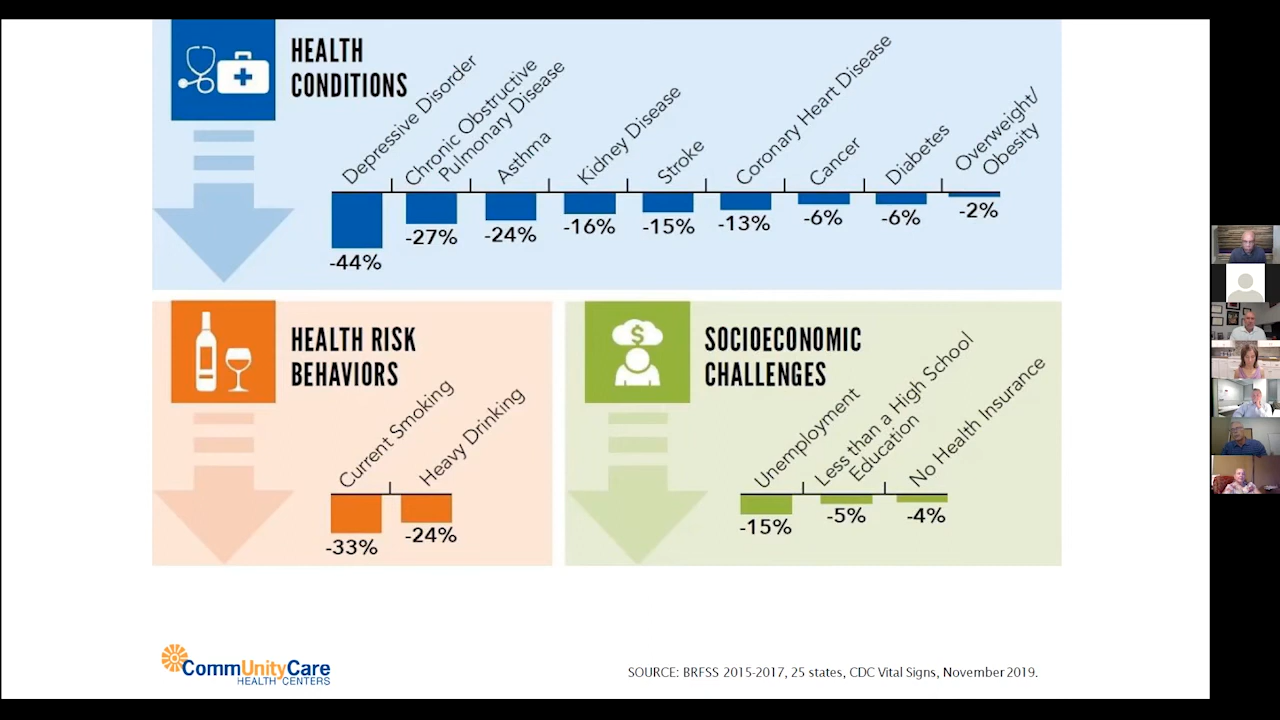 HEALTH
CONDITIONS
Depressive Disorder
Chronic Obstructive
Pulmonary Disease
Asthma
Kidney Disease
Stroke
Coronary Heart Disease
Cancer
Diabetes
Overweight/
Obesity
-44%
-27%
-24%
-16%
-15%
-13%
-6%
-6%
-2%
HEALTH RISK
BEHAVIORS
Current Smoking
Heavy Drinking
-33%
-24%
$
SOCIOECONOMIC
CHALLENGES
Unemployment
Less than a High School
Education
No Health Insurance
-15%
-5%
-4%
CommUnityCare
HEALTH CENTERS
SOURCE: BRFSS 2015-2017, 25 states, CDC Vital Signs, November 2019.